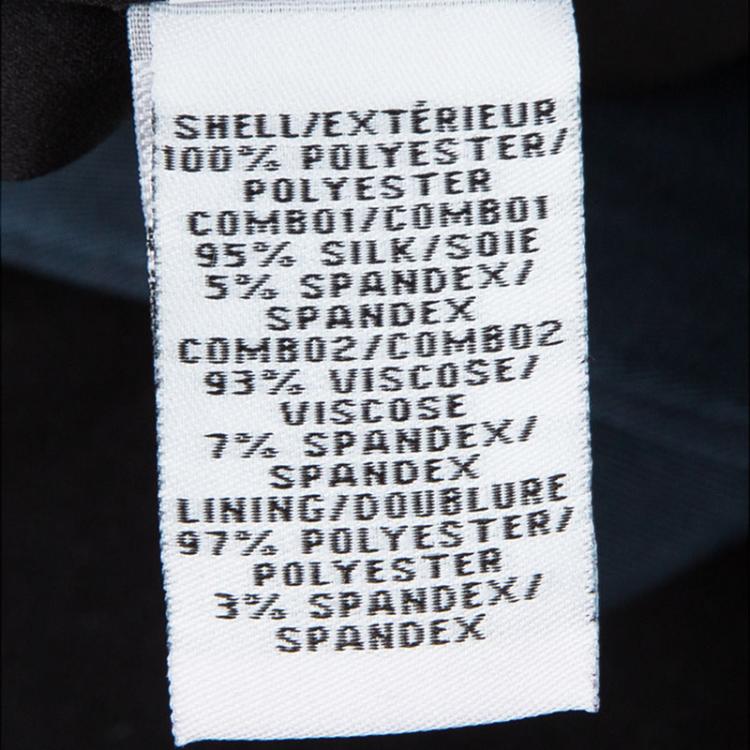 SHELL/EXTÉRIEUR
100% POLYESTER/
POLYESTER
COMBO1/COMBO1
95% SILK/SOIE
5% SPANDEX/
SPANDEX
COMBO2/COMBO2
93% VISCOSE/
VISCOSE
7% SPANDEX/
SPANDEX
LINING/DOUBLURE
97% POLYESTER/
POLYESTER
3% SPANDEX/
SPANDEX